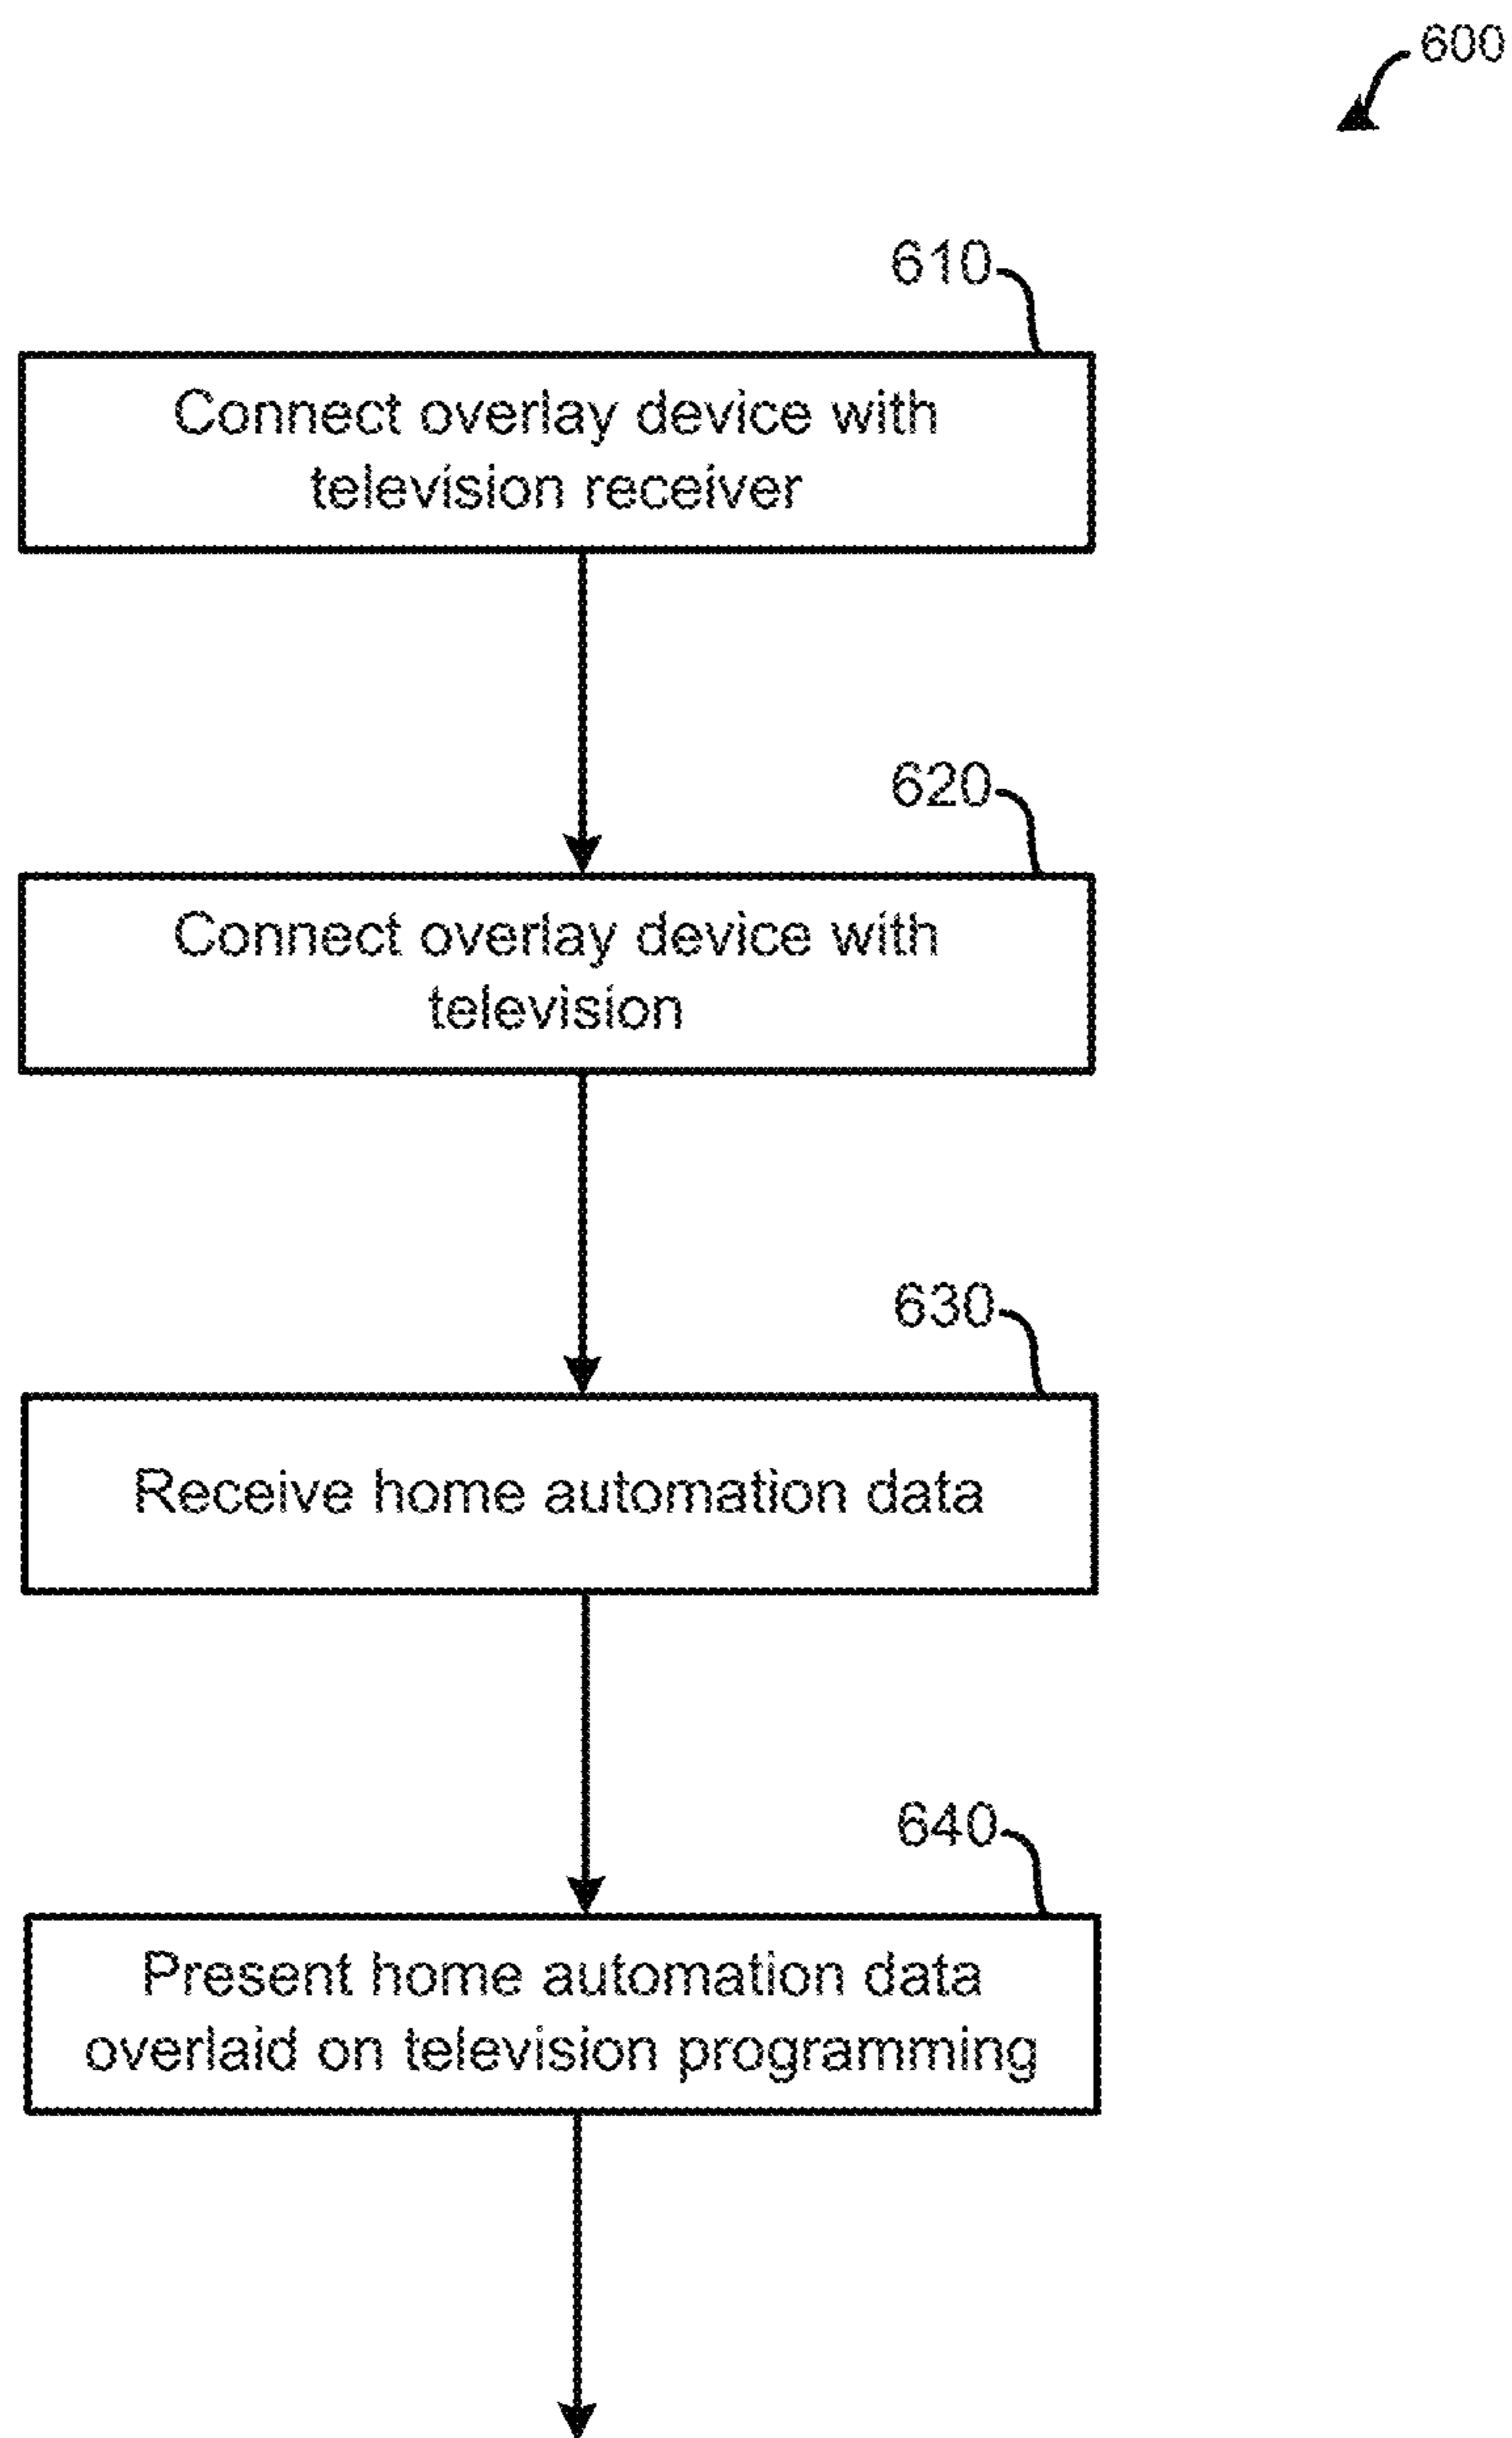 600
610
Connect overlay device with
television receiver
620
Connect overlay device with
television
630
Receive home automation data
640
Present home automation data
overlaid on television programming